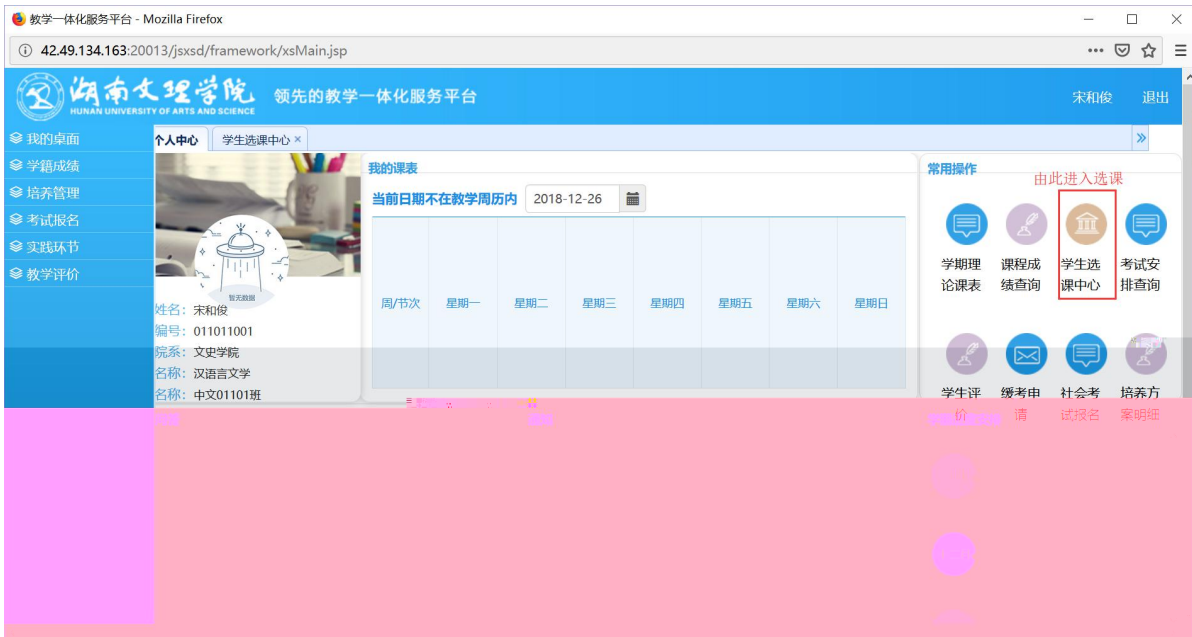 教学一体化服务平台 - Mozilla Firefox
42.49.134.163:20013/jsxsd/framework/xsMain.jsp
湖南文理学院
HUNAN UNIVERSITY OF ARTS AND SCIENCE
领先的教学一体化服务平台
宋和俊 退出
我的桌面
学籍成绩
培养管理
考试报名
实践环节
教学评价
个人中心 学生选课中心 ×
暂无数据
姓名：宋和俊
编号：011011001
院系：文史学院
名称：汉语言文学
名称：中文01101班
我的课表
当前日期不在教学周历内 2018-12-26
周/节次 星期一 星期二 星期三 星期四 星期五 星期六 星期日
常用操作
由此进入选课
学期理论课表
课程成绩查询
学生选课中心
考试安排查询
学生评价
缓考申请
社会考试报名
培养方案明细